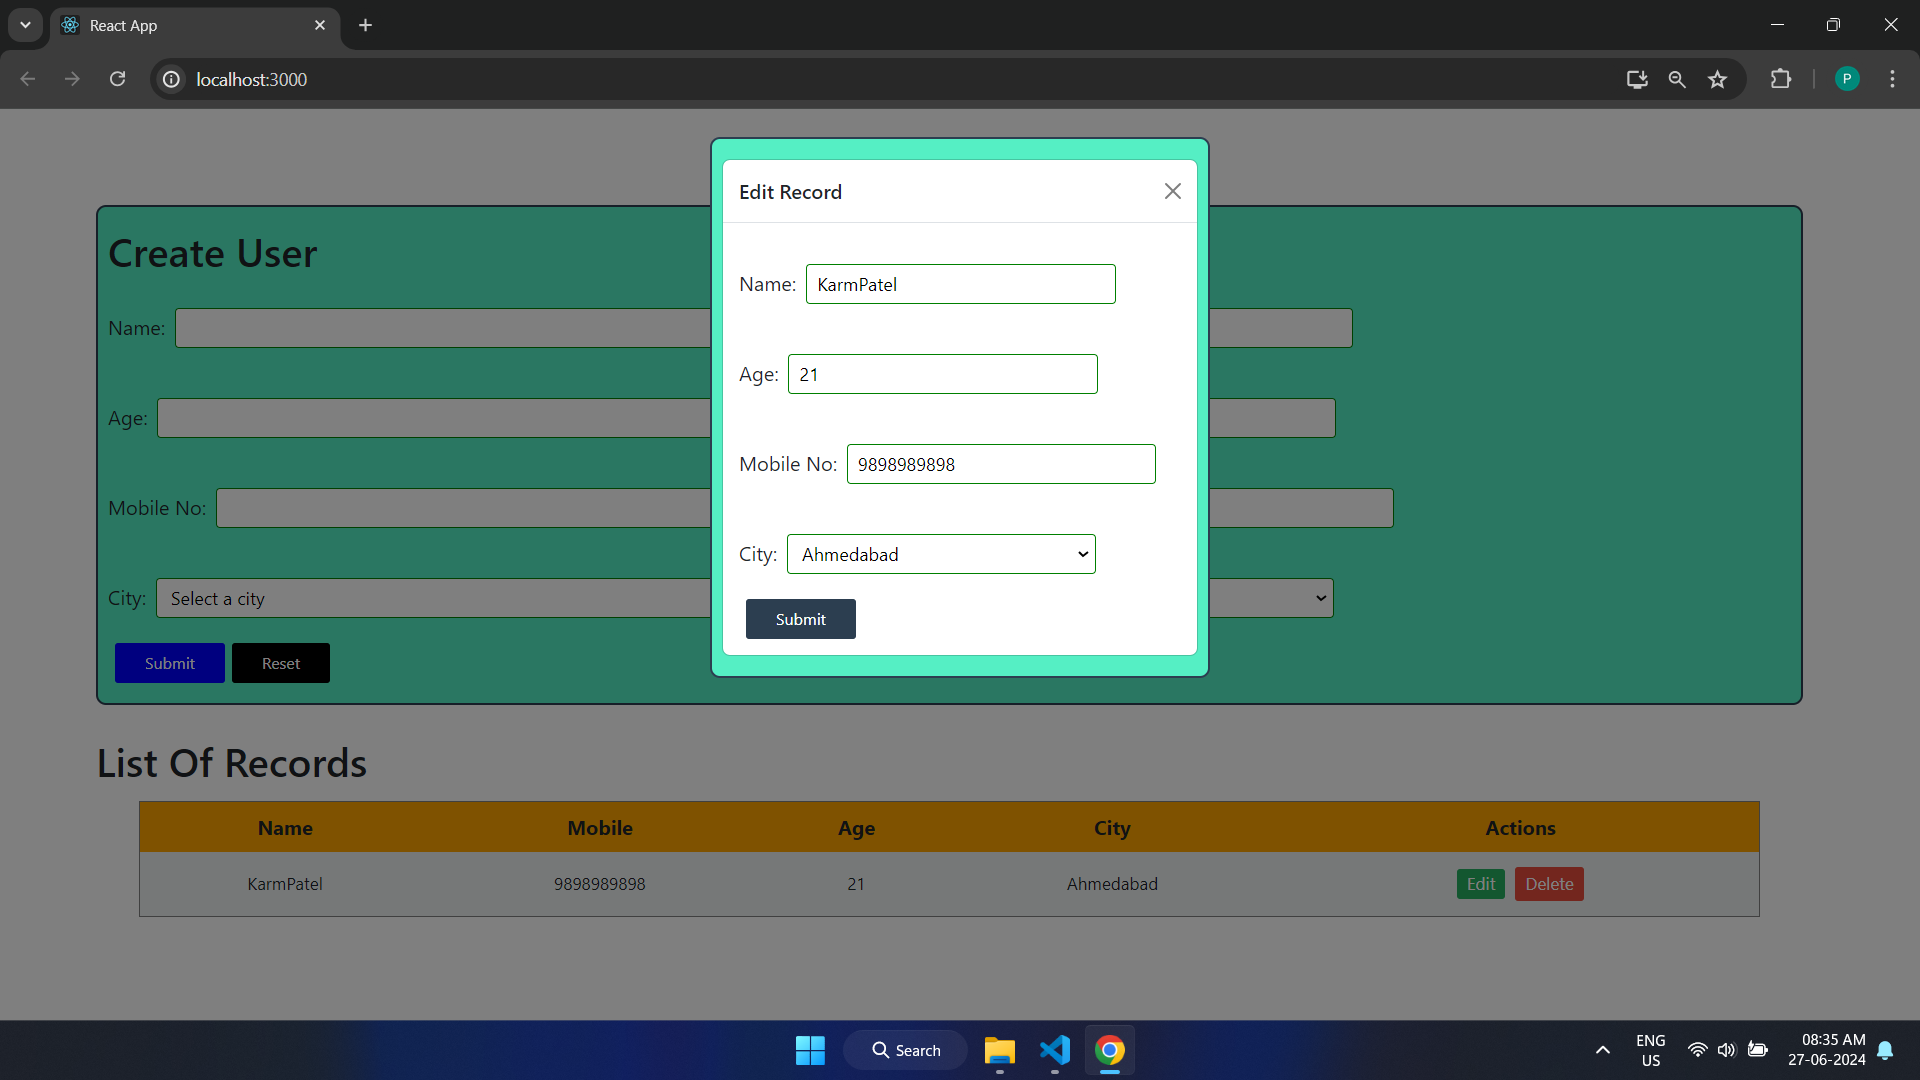 React App
localhost:3000
P
Edit Record
Name: KarmPatel
Age: 21
Mobile No: 9898989898
City: Ahmedabad
Submit
Create User
Name:
Age:
Mobile No:
City: Select a city
Submit Reset
List Of Records
Name Mobile Age City Actions
KarmPatel 9898989898 21 Ahmedabad Edit Delete
Search
ENG
US
08:35 AM
27-06-2024